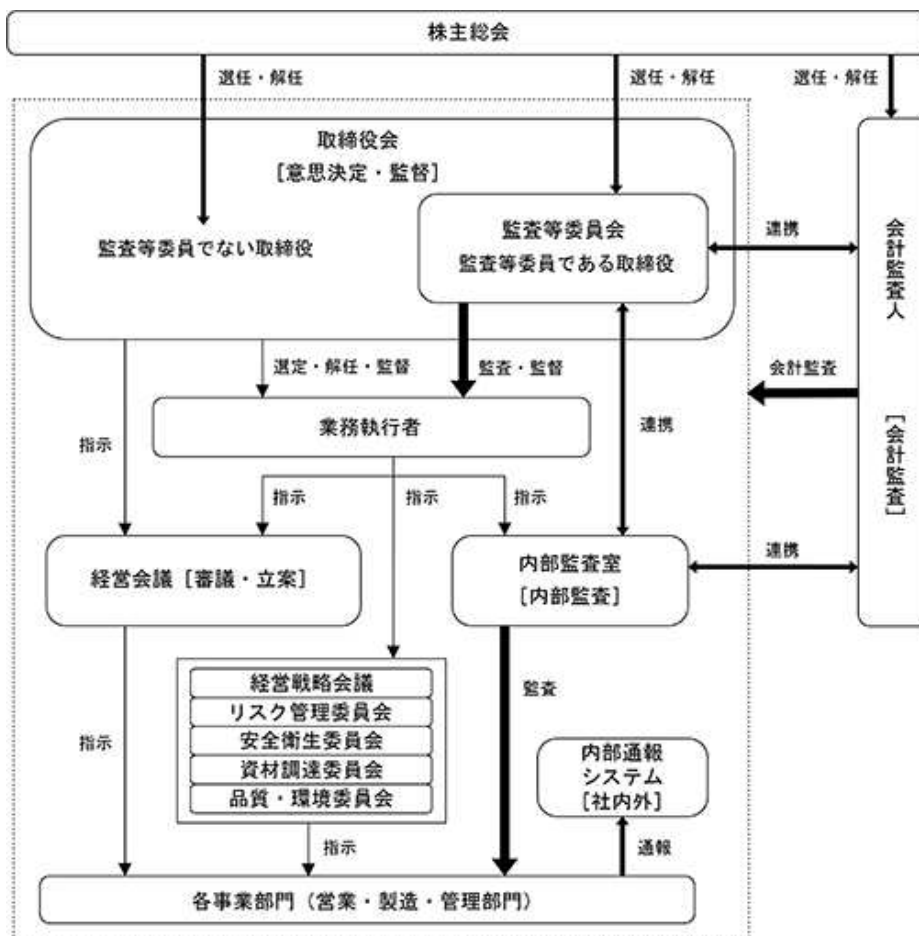 株主総会
選任・解任
選任・解任
選任・解任
取締役会
[意思決定・監督]
監査等委員でない取締役
監査等委員会
監査等委員である取締役
連携
会計監査人
[会計監査]
選定・解任・監督
監査・監督
会計監査
業務執行者
指示
連携
指示
指示
指示
経営会議[審議・立案]
内部監査室
[内部監査]
連携
経営戦略会議
リスク管理委員会
安全衛生委員会
資材調達委員会
品質・環境委員会
監査
指示
内部通報
システム
[社内外]
指示
通報
各事業部門（営業・製造・管理部門）